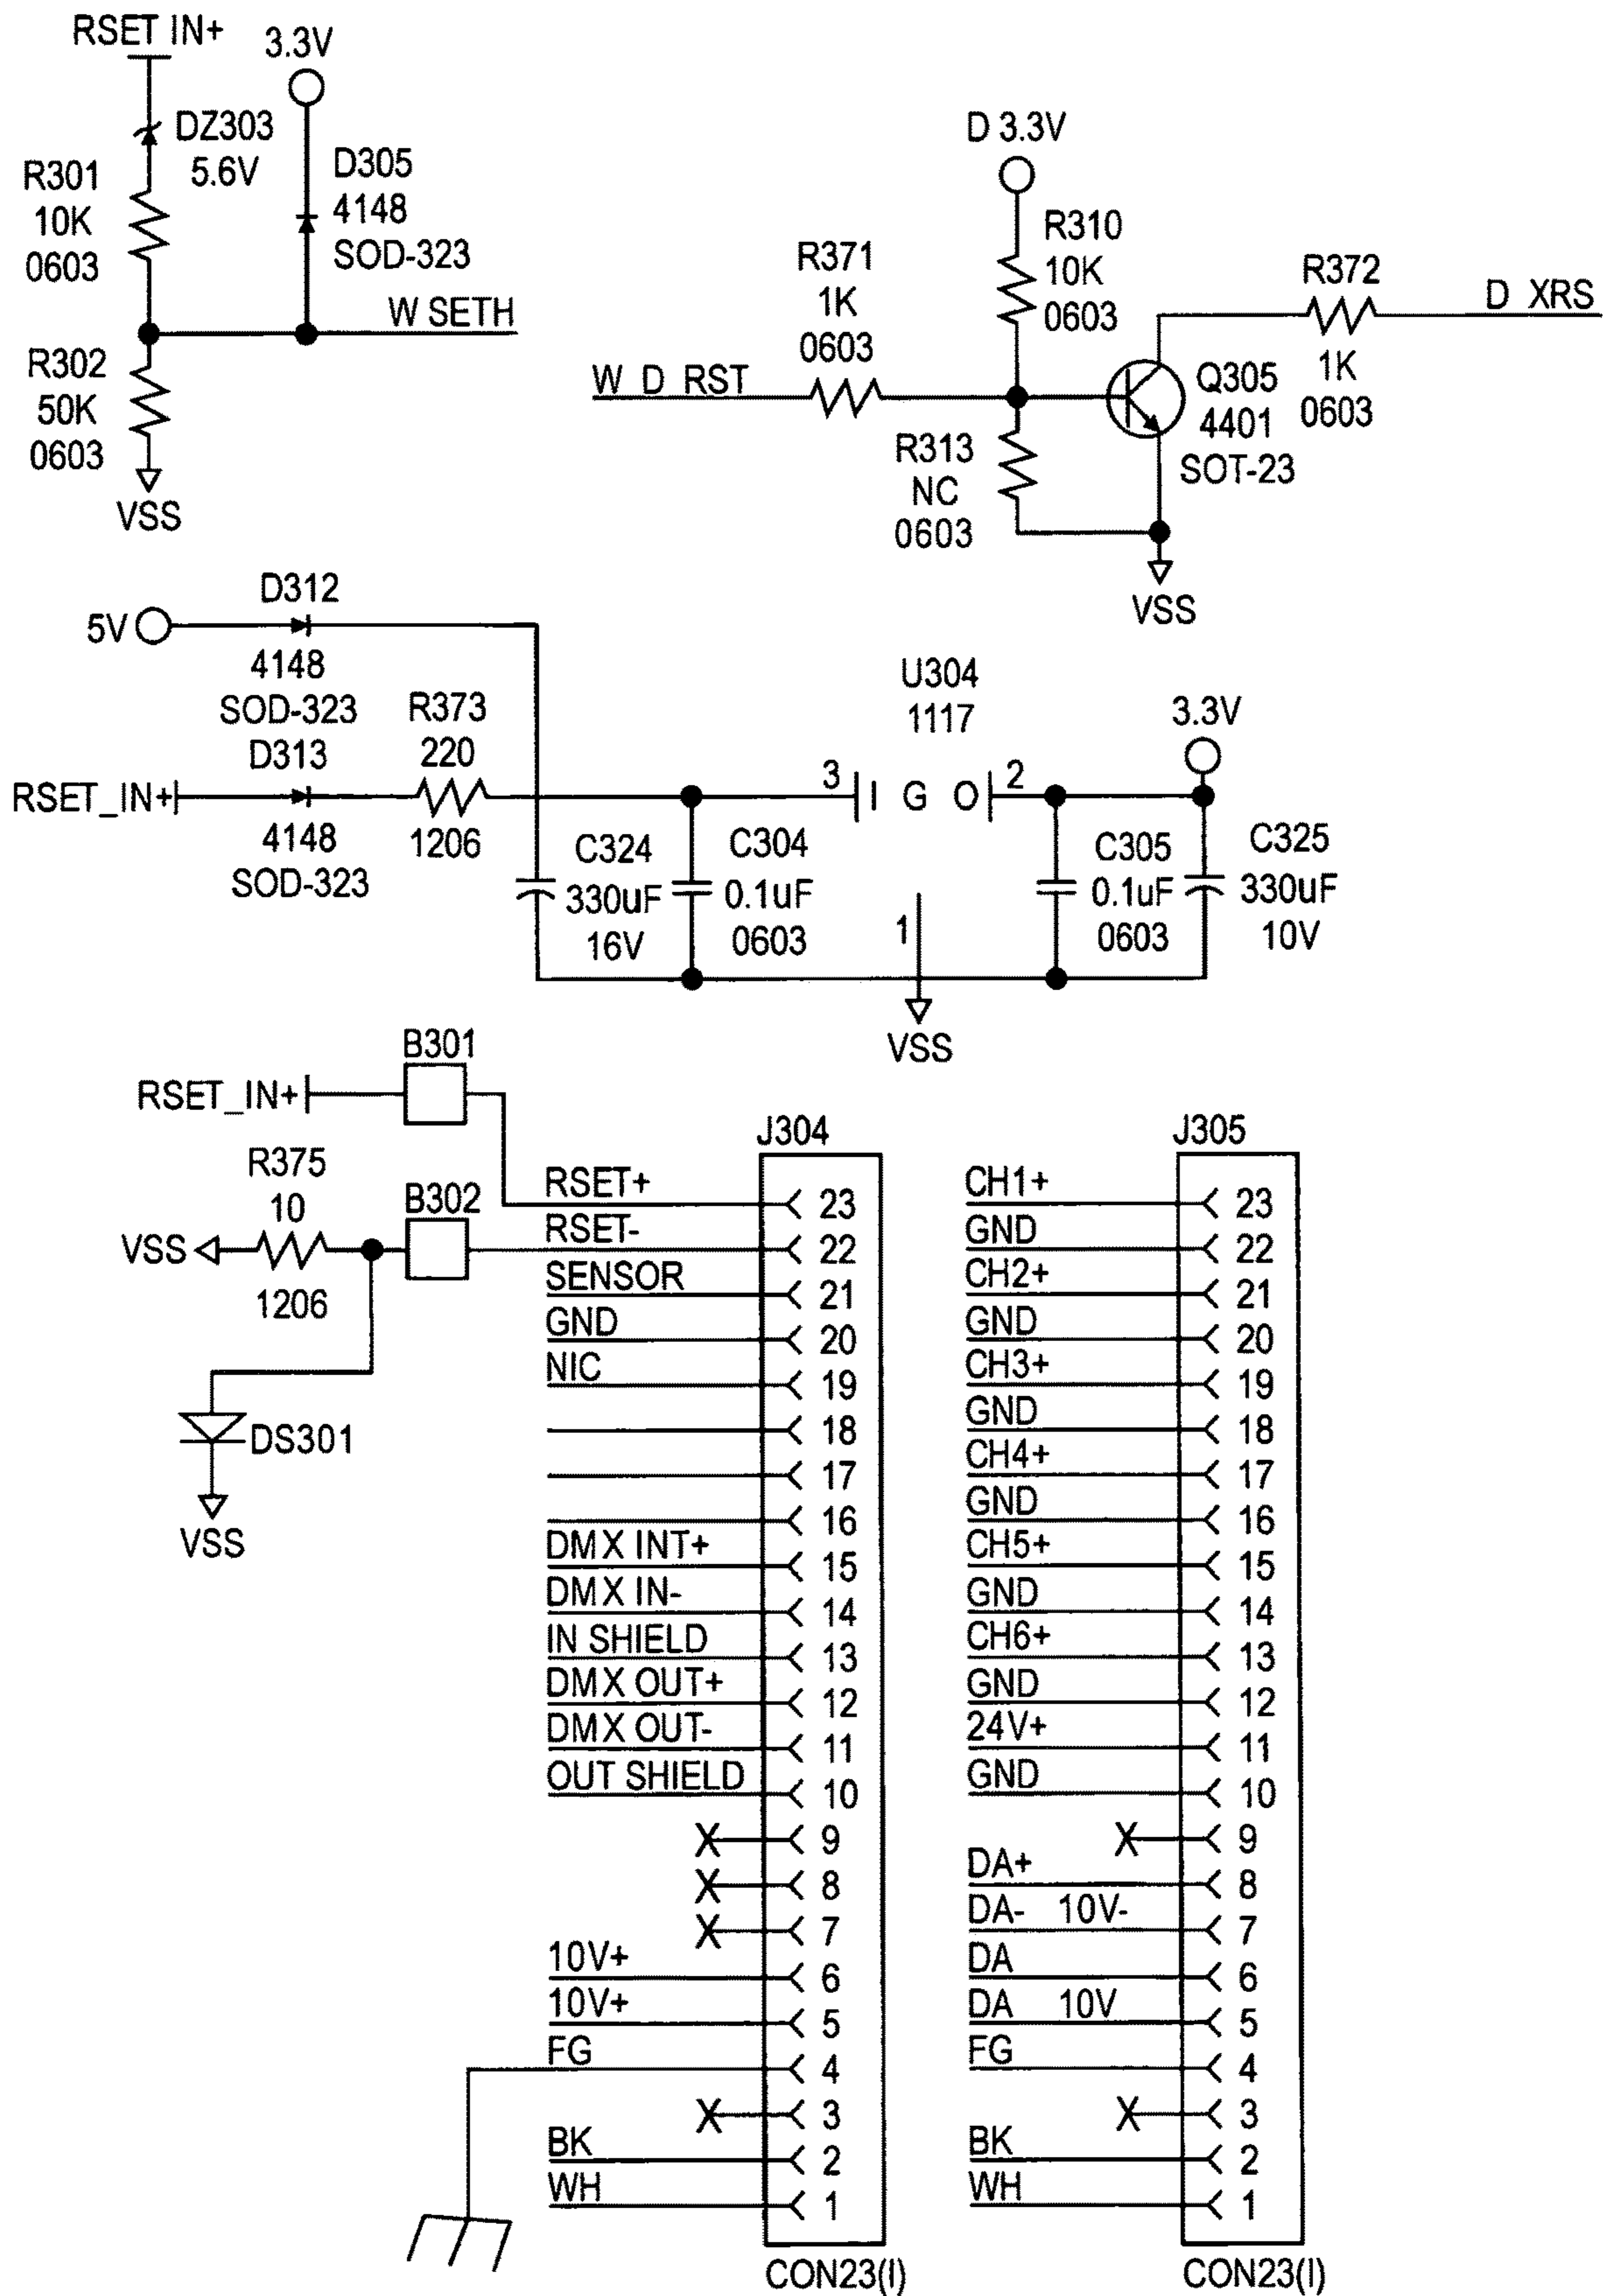 RSET IN+
3.3V
DZ303
5.6V
R301
10K
0603
D305
4148
SOD-323
W SETH
R302
50K
0603
VSS
D 3.3V
R310
10K
0603
R371
1K
0603
W D RST
R372
1K
0603
D XRS
Q305
4401
SOT-23
R313
NC
0603
VSS
5V
D312
4148
SOD-323
RSET_IN+
D313
4148
SOD-323
R373
220
1206
C324
330uF
16V
C304
0.1uF
0603
U304
1117
3
I G O
2
1
VSS
3.3V
C305
0.1uF
0603
C325
330uF
10V
RSET_IN+
B301
R375
10
1206
VSS
B302
DS301
VSS
J304
RSET+ 23
RSET- 22
SENSOR 21
GND 20
NIC 19
18
17
16
DMX INT+ 15
DMX IN- 14
IN SHIELD 13
DMX OUT+ 12
DMX OUT- 11
OUT SHIELD 10
X 9
X 8
X 7
10V+ 6
10V+ 5
FG 4
X 3
BK 2
WH 1
CON23(I)
J305
CH1+ 23
GND 22
CH2+ 21
GND 20
CH3+ 19
GND 18
CH4+ 17
GND 16
CH5+ 15
GND 14
CH6+ 13
GND 12
24V+ 11
GND 10
X 9
DA+ 8
DA- 10V- 7
DA 6
DA 10V 5
FG 4
X 3
BK 2
WH 1
CON23(I)